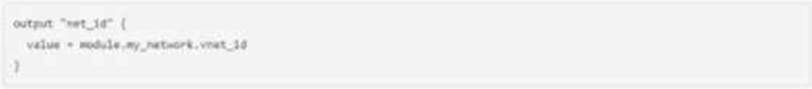 output "net_id" {
value = module.my_network.vnet_id
}